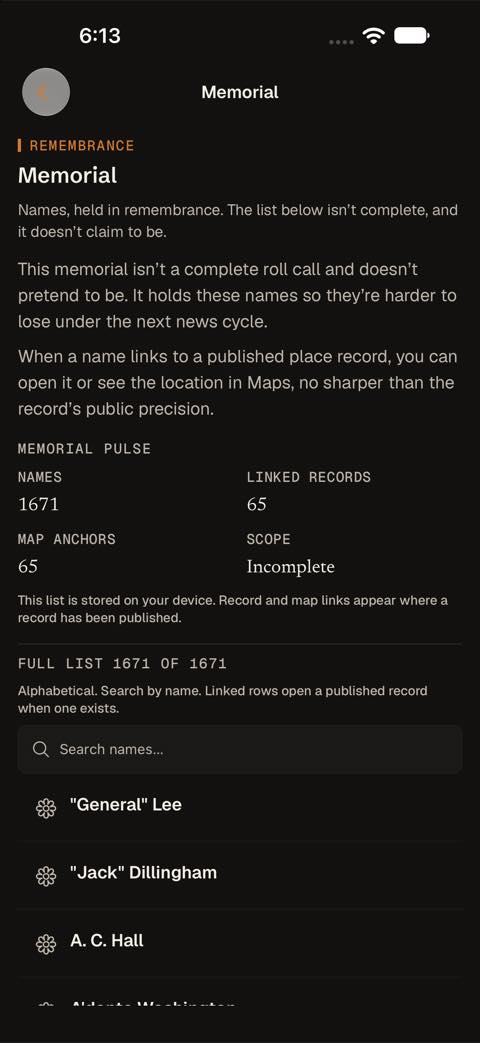 6:13
Memorial
REMEMBRANCE
Memorial
Names, held in remembrance. The list below isn't complete, and
it doesn't claim to be.
This memorial isn't a complete roll call and doesn't
pretend to be. It holds these names so they're harder to
lose under the next news cycle.
When a name links to a published place record, you can
open it or see the location in Maps, no sharper than the
record's public precision.
MEMORIAL PULSE
NAMES
LINKED RECORDS
1671
65
MAP ANCHORS
SCOPE
65
Incomplete
This list is stored on your device. Record and map links appear where a
record has been published.
FULL LIST 1671 OF 1671
Alphabetical. Search by name. Linked rows open a published record
when one exists.
Search names...
"General" Lee
"Jack" Dillingham
A. C. Hall